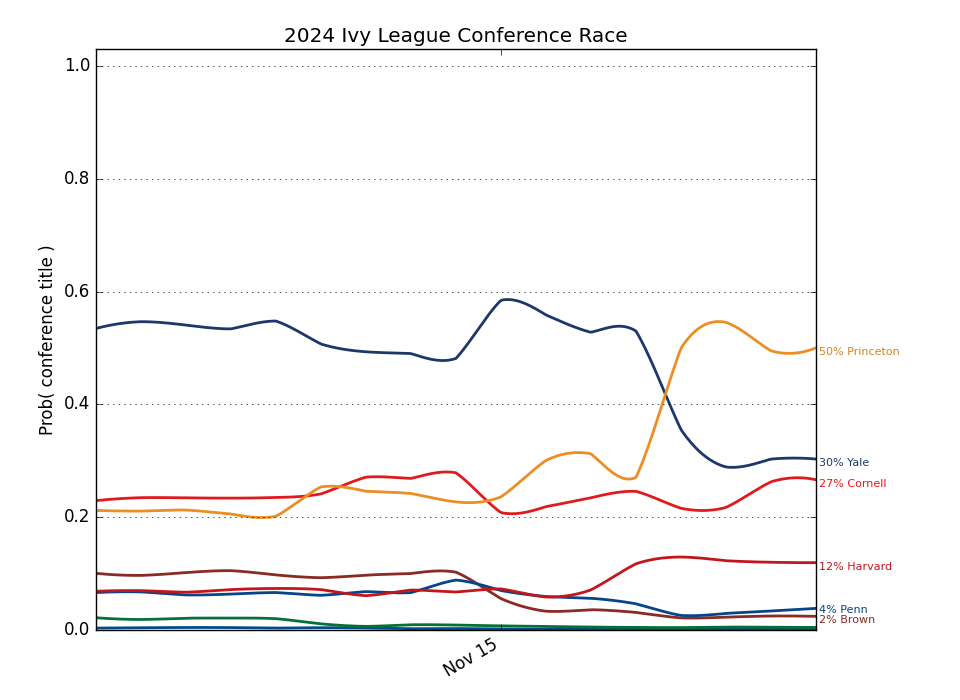 2024 Ivy League Conference Race
Prob( conference title )
1.0
0.8
0.6
0.4
0.2
0.0
50% Princeton
30% Yale
27% Cornell
12% Harvard
4% Penn
2% Brown
Nov 15